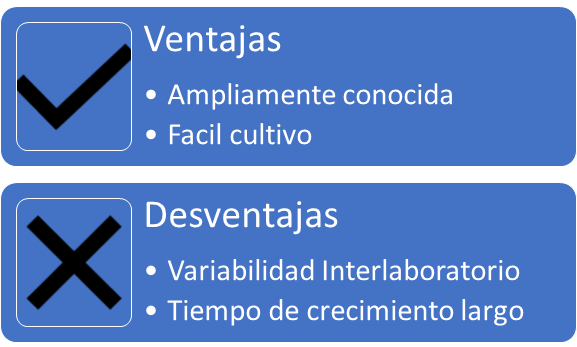 Ventajas
• Ampliamente conocida
• Facil cultivo
Desventajas
• Variabilidad Interlaboratorio
• Tiempo de crecimiento largo